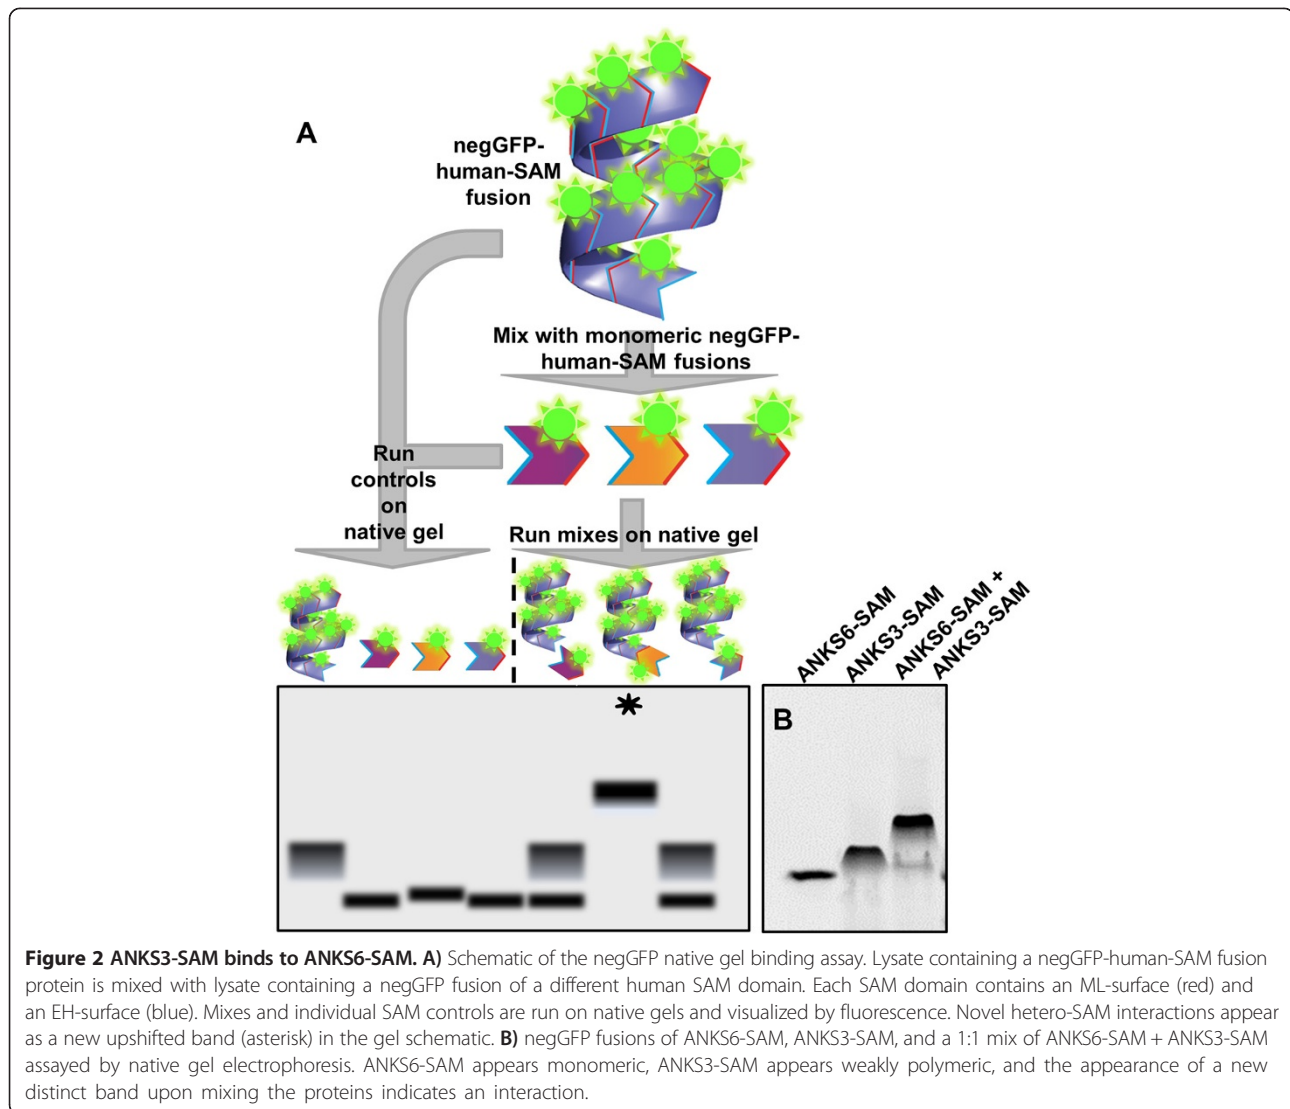 A
negGFP-
human-SAM
fusion
Mix with monomeric negGFP-
human-SAM fusions
Run
controls
on
native gel
Run mixes on native gel
ANKS6-SAM
ANKS3-SAM
ANKS6-SAM +
ANKS3-SAM
B
Figure 2 ANKS3-SAM binds to ANKS6-SAM. A) Schematic of the negGFP native gel binding assay. Lysate containing a negGFP-human-SAM fusion
protein is mixed with lysate containing a negGFP fusion of a different human SAM domain. Each SAM domain contains an ML-surface (red) and
an EH-surface (blue). Mixes and individual SAM controls are run on native gels and visualized by fluorescence. Novel hetero-SAM interactions appear
as a new upshifted band (asterisk) in the gel schematic. B) negGFP fusions of ANKS6-SAM, ANKS3-SAM, and a 1:1 mix of ANKS6-SAM + ANKS3-SAM
assayed by native gel electrophoresis. ANKS6-SAM appears monomeric, ANKS3-SAM appears weakly polymeric, and the appearance of a new
distinct band upon mixing the proteins indicates an interaction.